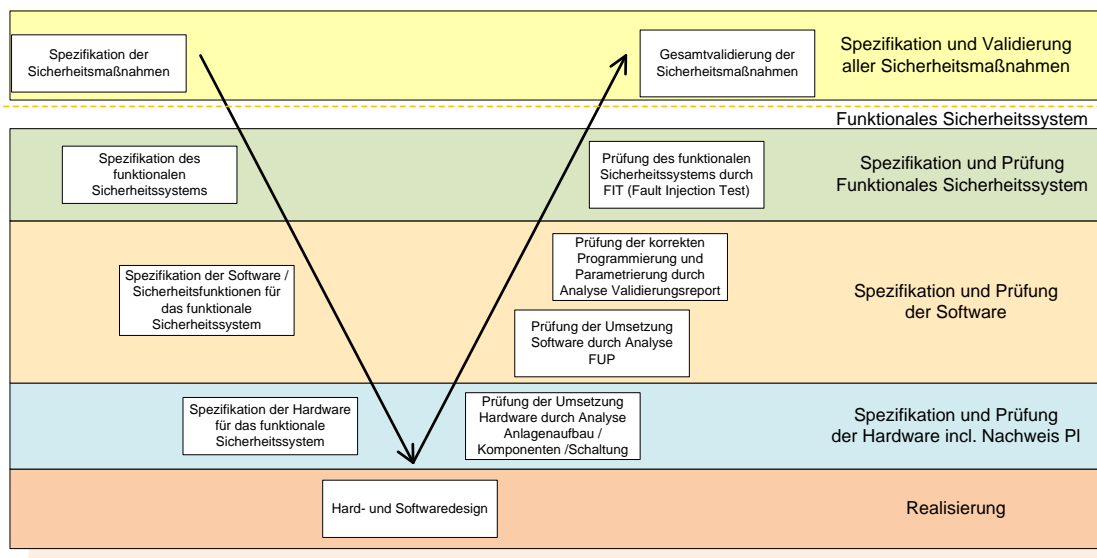 Spezifikation der
Sicherheitsmaßnahmen
Gesamtvalidierung der
Sicherheitsmaßnahmen
Spezifikation und Validierung
aller Sicherheitsmaßnahmen
Funktionales Sicherheitssystem
Spezifikation des
funktionalen
Sicherheitssystems
Prüfung des funktionalen
Sicherheitssystems durch
FIT (Fault Injection Test)
Spezifikation und Prüfung
Funktionales Sicherheitssystem
Spezifikation der Software /
Sicherheitsfunktionen für
das funktionale
Sicherheitssystem
Prüfung der korrekten
Programmierung und
Parametrierung durch
Analyse Validierungsreport
Prüfung der Umsetzung
Software durch Analyse
FUP
Spezifikation und Prüfung
der Software
Spezifikation der Hardware
für das funktionale
Sicherheitssystem
Prüfung der Umsetzung
Hardware durch Analyse
Anlagenaufbau /
Komponenten /Schaltung
Spezifikation und Prüfung
der Hardware incl. Nachweis Pl
Hard- und Softwaredesign
Realisierung